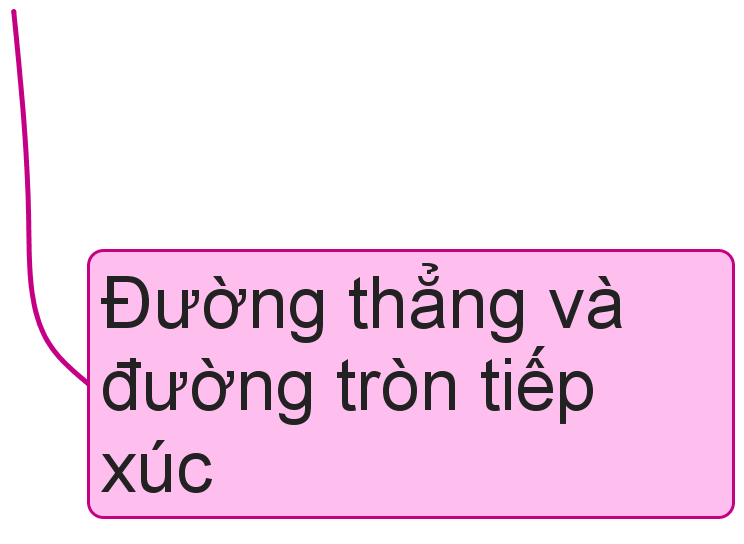 Đường thẳng và
đường tròn tiếp
xúc